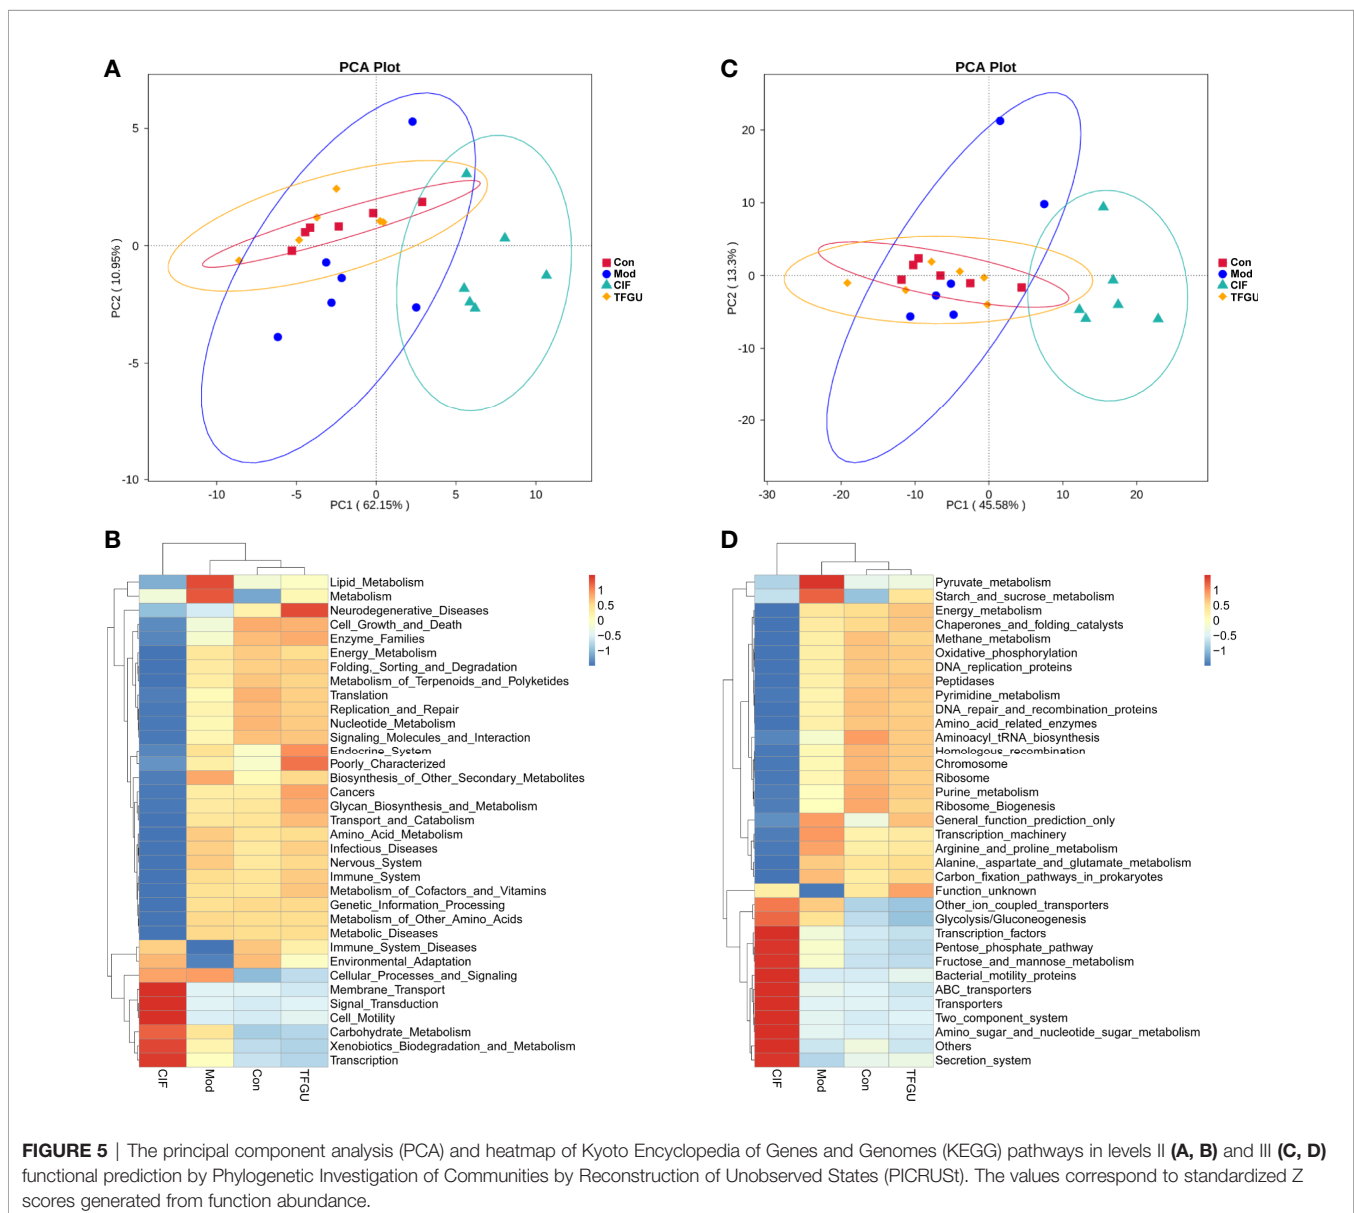 A
PCA Plot
5
0
-5
-10
PC2 ( 10.95%)
-10
-5
0
5
10
PC1 ( 62.15%)
Con
Mod
CIF
TFGU
C
PCA Plot
20
10
0
-10
-20
PC2 ( 13.3%)
-30
-20
-10
0
10
20
PC1 ( 45.58%)
Con
Mod
CIF
TFGU
B
Lipid_Metabolism
Metabolism
Neurodegenerative_Diseases
Cell_Growth_and_Death
Enzyme_Families
Energy_Metabolism
Folding,_Sorting_and_Degradation
Metabolism_of_Terpenoids_and_Polyketides
Translation
Replication_and_Repair
Nucleotide_Metabolism
Signaling_Molecules_and_Interaction
Endocrine_System
Poorly_Characterized
Biosynthesis_of_Other_Secondary_Metabolites
Cancers
Glycan_Biosynthesis_and_Metabolism
Transport_and_Catabolism
Amino_Acid_Metabolism
Infectious_Diseases
Nervous_System
Immune_System
Metabolism_of_Cofactors_and_Vitamins
Genetic_Information_Processing
Metabolism_of_Other_Amino_Acids
Metabolic_Diseases
Immune_System_Diseases
Environmental_Adaptation
Cellular_Processes_and_Signaling
Membrane_Transport
Signal_Transduction
Cell_Motility
Carbohydrate_Metabolism
Xenobiotics_Biodegradation_and_Metabolism
Transcription
CIF
Mod
Con
TFGU
1
0.5
0
−0.5
−1
D
Pyruvate_metabolism
Starch_and_sucrose_metabolism
Energy_metabolism
Chaperones_and_folding_catalysts
Methane_metabolism
Oxidative_phosphorylation
DNA_replication_proteins
Peptidases
Pyrimidine_metabolism
DNA_repair_and_recombination_proteins
Amino_acid_related_enzymes
Aminoacyl_tRNA_biosynthesis
Homologous_recombination
Chromosome
Ribosome
Purine_metabolism
Ribosome_Biogenesis
General_function_prediction_only
Transcription_machinery
Arginine_and_proline_metabolism
Alanine,_aspartate_and_glutamate_metabolism
Carbon_fixation_pathways_in_prokaryotes
Function_unknown
Other_ion_coupled_transporters
Glycolysis/Gluconeogenesis
Transcription_factors
Pentose_phosphate_pathway
Fructose_and_mannose_metabolism
Bacterial_motility_proteins
ABC_transporters
Transporters
Two_component_system
Amino_sugar_and_nucleotide_sugar_metabolism
Others
Secretion_system
CIF
Mod
Con
TFGU
1
0.5
0
−0.5
−1
FIGURE 5 | The principal component analysis (PCA) and heatmap of Kyoto Encyclopedia of Genes and Genomes (KEGG) pathways in levels II (A, B) and III (C, D)
functional prediction by Phylogenetic Investigation of Communities by Reconstruction of Unobserved States (PICRUSt). The values correspond to standardized Z
scores generated from function abundance.